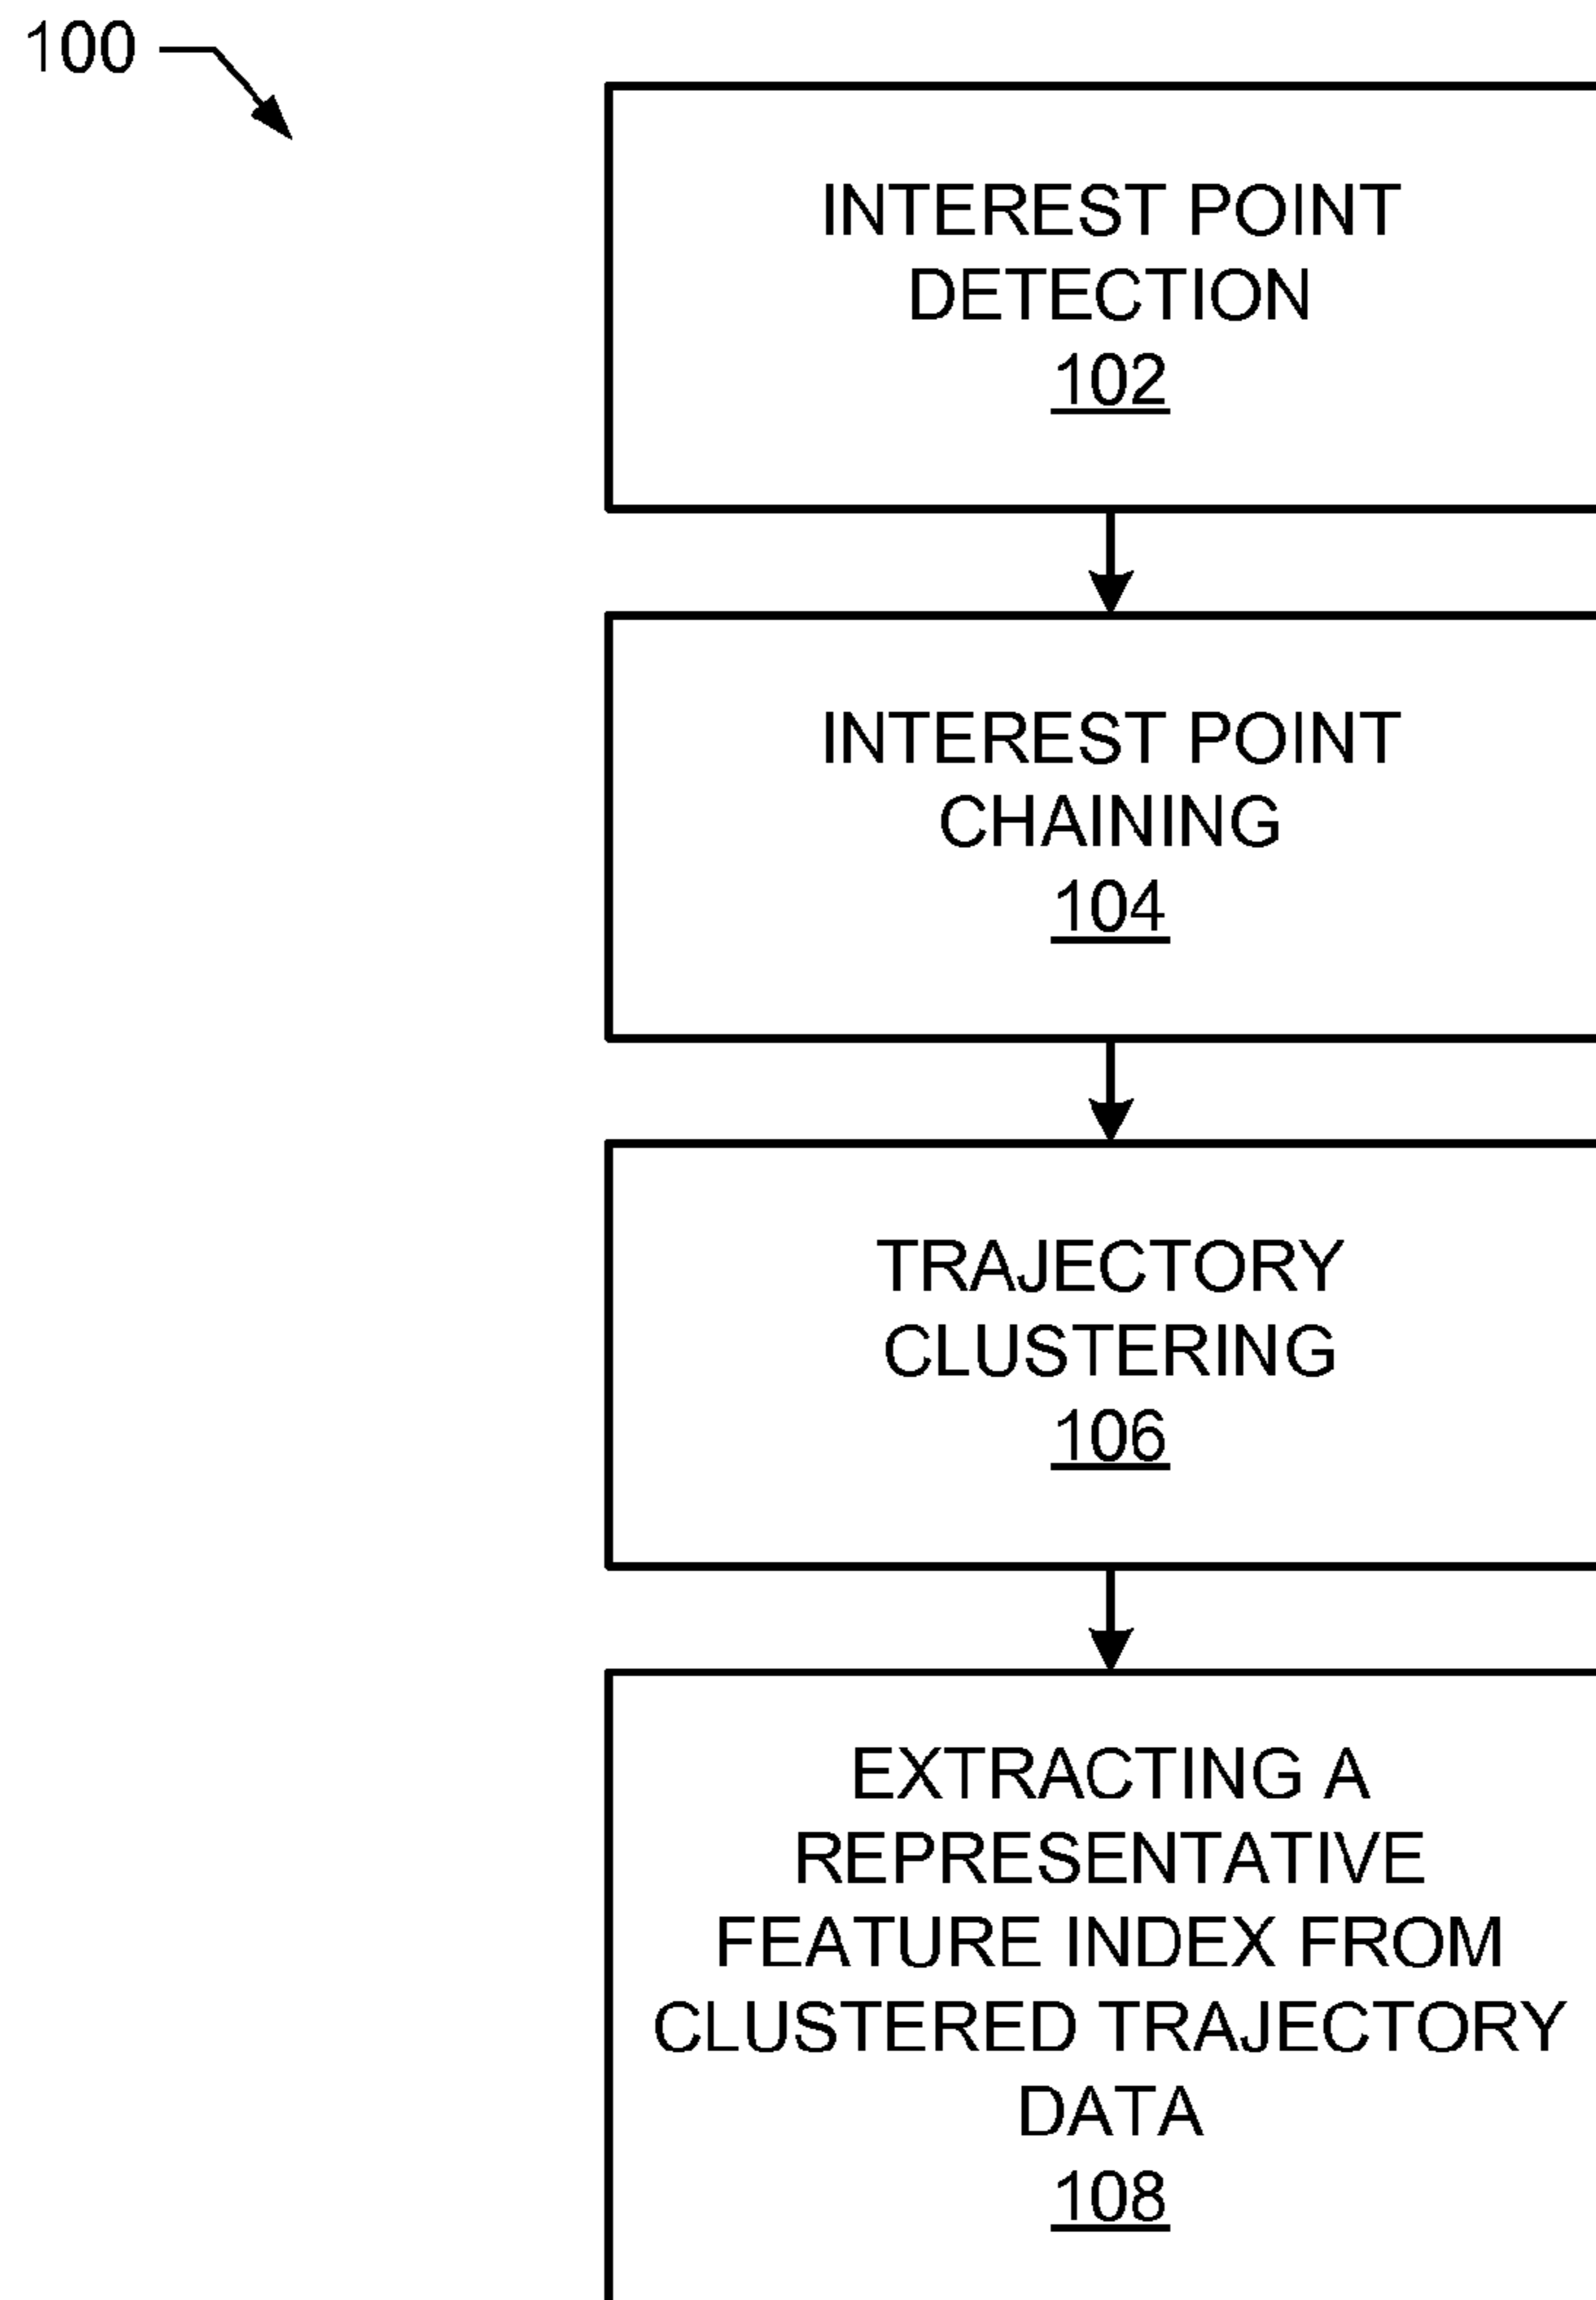 100
INTEREST POINT
DETECTION
102
INTEREST POINT
CHAINING
104
TRAJECTORY
CLUSTERING
106
EXTRACTING A
REPRESENTATIVE
FEATURE INDEX FROM
CLUSTERED TRAJECTORY
DATA
108